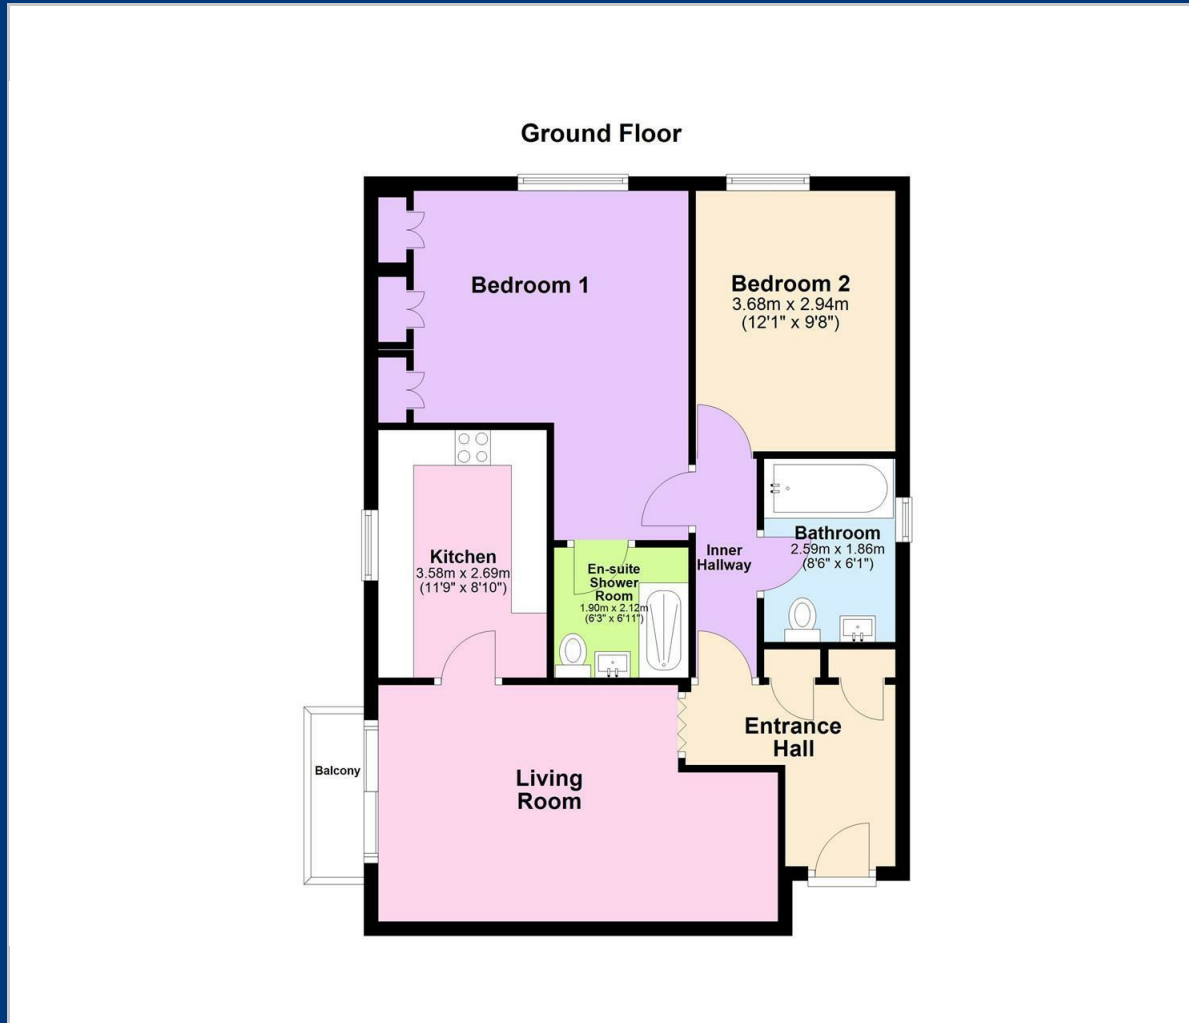 Ground Floor
Bedroom 1
Bedroom 2
3.68m x 2.94m
(12'1" x 9'8")
Kitchen
3.58m x 2.69m
(11'9" x 8'10")
En-suite
Shower
Room
1.90m x 2.12m
(6'3" x 6'11")
Inner
Hallway
Bathroom
2.59m x 1.86m
(8'6" x 6'1")
Entrance
Hall
Balcony
Living
Room